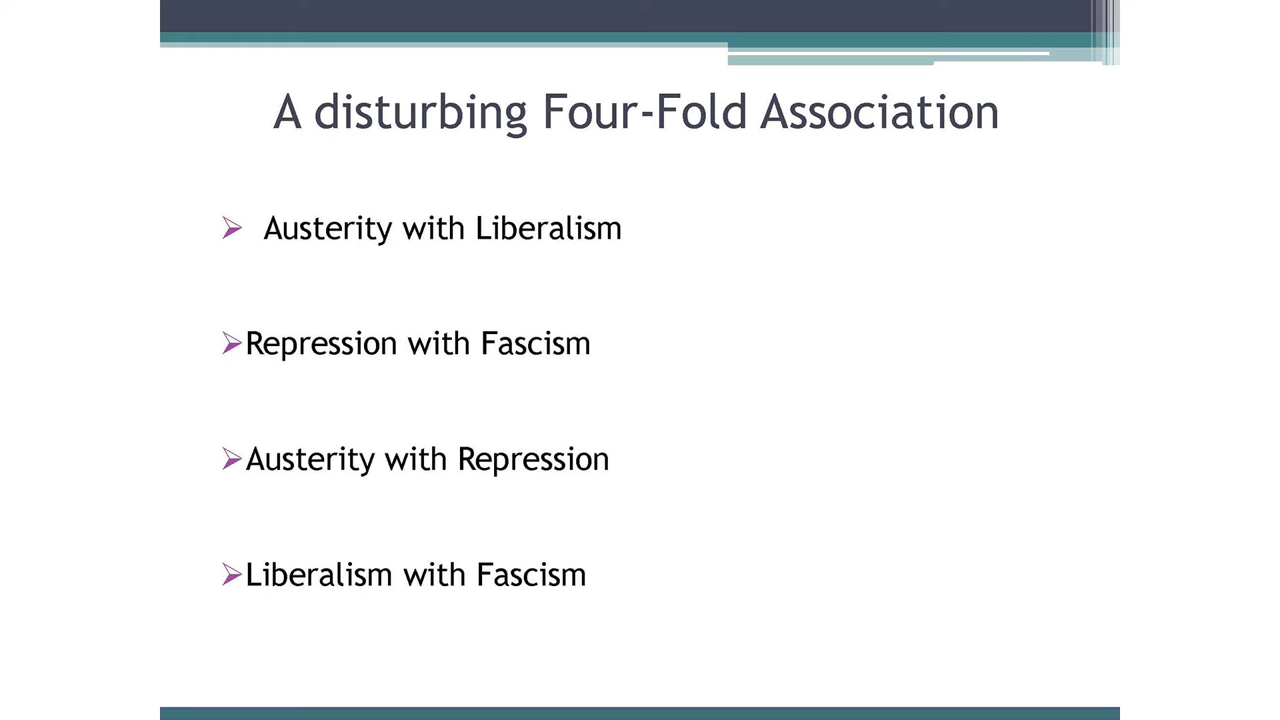 A disturbing Four-Fold Association
Austerity with Liberalism
Repression with Fascism
Austerity with Repression
Liberalism with Fascism